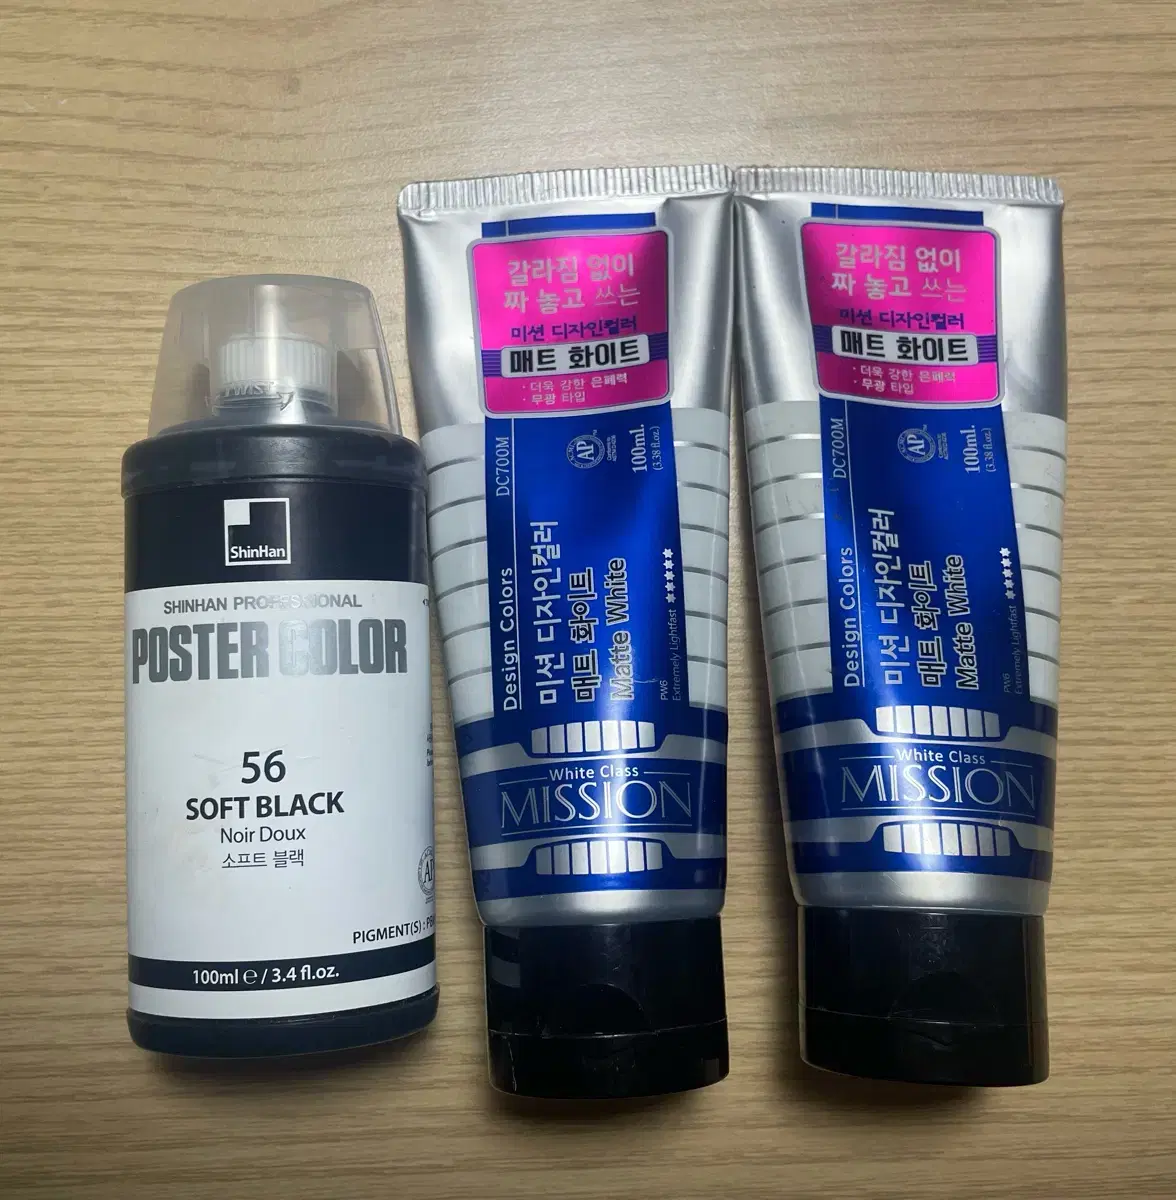 TWIST
ShinHan
SHINHAN PROFESSIONAL
POSTER COLOR
56
SOFT BLACK
Noir Doux
소프트 블랙
AP
PIGMENT(S) :
100ml ℮ / 3.4 fl.oz.
갈라짐 없이
짜 놓고 쓰는
미션 디자인컬러
매트 화이트
· 더욱 강한 은폐력
· 무광 타입
AP
100ml.
(3.38 fl.oz.)
DC700M
Design Colors
미션 디자인컬러
매트 화이트
Matte White
PW6
Extremely Lightfast ★★★★★
White Class
MISSION
갈라짐 없이
짜 놓고 쓰는
미션 디자인컬러
매트 화이트
· 더욱 강한 은폐력
· 무광 타입
AP
100ml.
(3.38 fl.oz.)
DC700M
Design Colors
미션 디자인컬러
매트 화이트
Matte White
PW6
Extremely Lightfast ★★★★★
White Class
MISSION